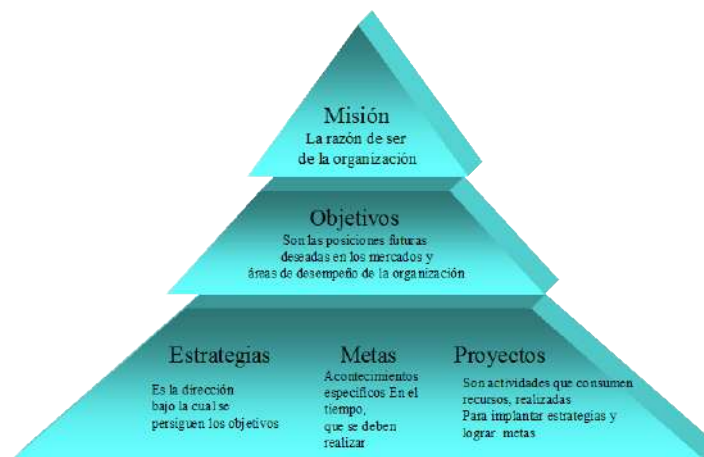 Misión
La razón de ser
de la organización
Objetivos
Son las posiciones futuras
deseadas en los mercados y
áreas de desempeño de la organización
Estrategias
Es la dirección
bajo la cual se
persiguen los objetivos
Metas
Acontecimientos
especificos En el
tiempo,
que se deben
realizar
Proyectos
Son actividades que consumen
recursos, realizadas
Para implantar estrategias y
lograr metas